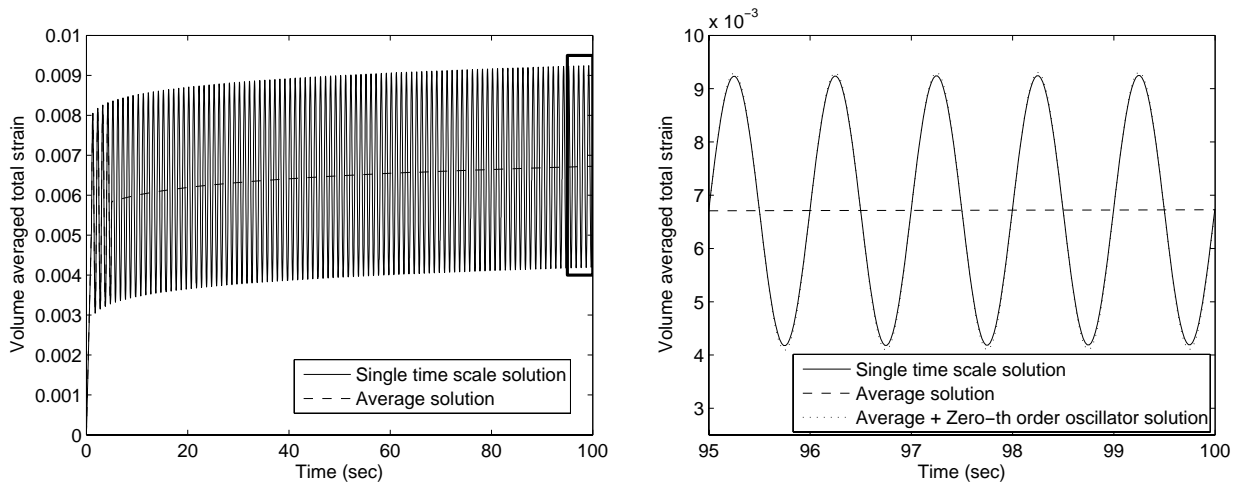 0.01
0.009
0.008
0.007
0.006
0.005
0.004
0.003
0.002
0.001
0
0 20 40 60 80 100
Time (sec)
Volume averaged total strain
Single time scale solution
Average solution
x 10⁻³
10
9
8
7
6
5
4
3
95 96 97 98 99 100
Time (sec)
Volume averaged total strain
Single time scale solution
Average solution
Average + Zero−th order oscillator solution